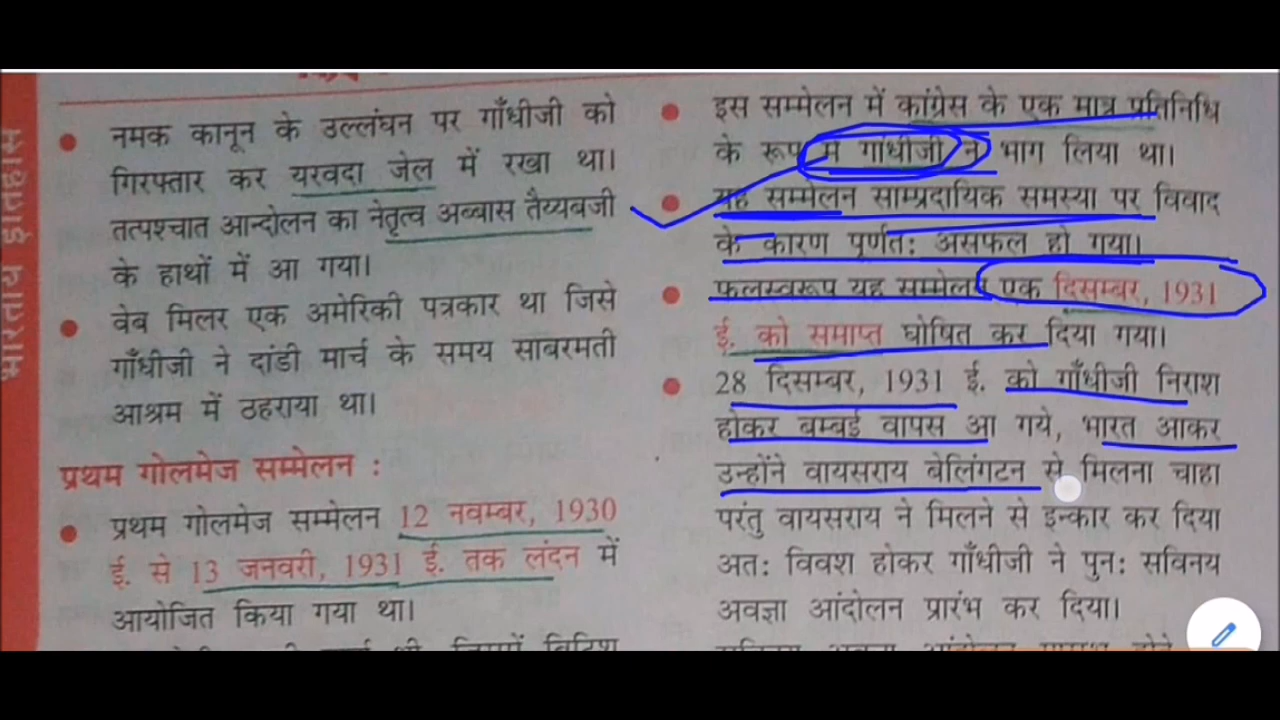 भारतीय इतिहास
नमक कानून के उल्लंघन पर गाँधीजी को
गिरफ्तार कर यरवदा जेल में रखा था।
तत्पश्चात आन्दोलन का नेतृत्व अब्बास तैय्यबजी
के हाथों में आ गया।
वेब मिलर एक अमेरिकी पत्रकार था जिसे
गाँधीजी ने दांडी मार्च के समय साबरमती
आश्रम में ठहराया था।
प्रथम गोलमेज सम्मेलन :
प्रथम गोलमेज सम्मेलन 12 नवम्बर, 1930
ई. से 13 जनवरी, 1931 ई. तक लंदन में
आयोजित किया गया था।
इस सम्मेलन में कांग्रेस के एक मात्र प्रतिनिधि
के रूप में गांधीजी ने भाग लिया था।
यह सम्मेलन साम्प्रदायिक समस्या पर विवाद
के कारण पूर्णतः असफल हो गया।
फलस्वरूप यह सम्मेलन एक दिसम्बर, 1931
ई. को समाप्त घोषित कर दिया गया।
28 दिसम्बर, 1931 ई. को गाँधीजी निराश
होकर बम्बई वापस आ गये, भारत आकर
उन्होंने वायसराय बेलिंगटन से मिलना चाहा
परंतु वायसराय ने मिलने से इन्कार कर दिया
अतः विवश होकर गाँधीजी ने पुनः सविनय
अवज्ञा आंदोलन प्रारंभ कर दिया।